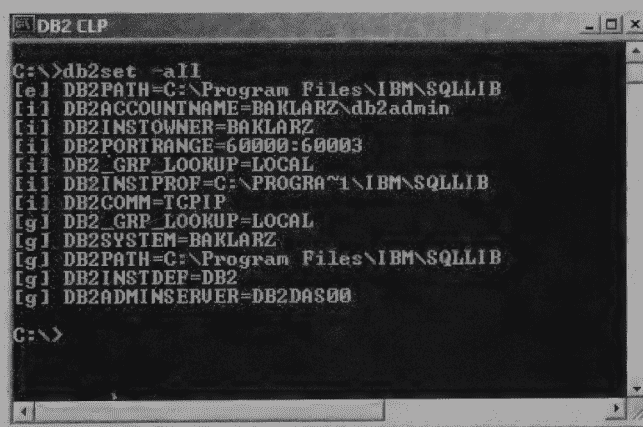 DB2 CLP
C:\>db2set -all
[e] DB2PATH=C:\Program Files\IBM\SQLLIB
[i] DB2ACCOUNTNAME=BAKLARZ\db2admin
[i] DB2INSTOWNER=BAKLARZ
[i] DB2PORTRANGE=60000:60003
[i] DB2_GRP_LOOKUP=LOCAL
[i] DB2INSTPROF=C:\PROGRA~1\IBM\SQLLIB
[i] DB2COMM=TCPIP
[g] DB2_GRP_LOOKUP=LOCAL
[g] DB2SYSTEM=BAKLARZ
[g] DB2PATH=C:\Program Files\IBM\SQLLIB
[g] DB2INSTDEF=DB2
[g] DB2ADMINSERVER=DB2DAS00
C:\>